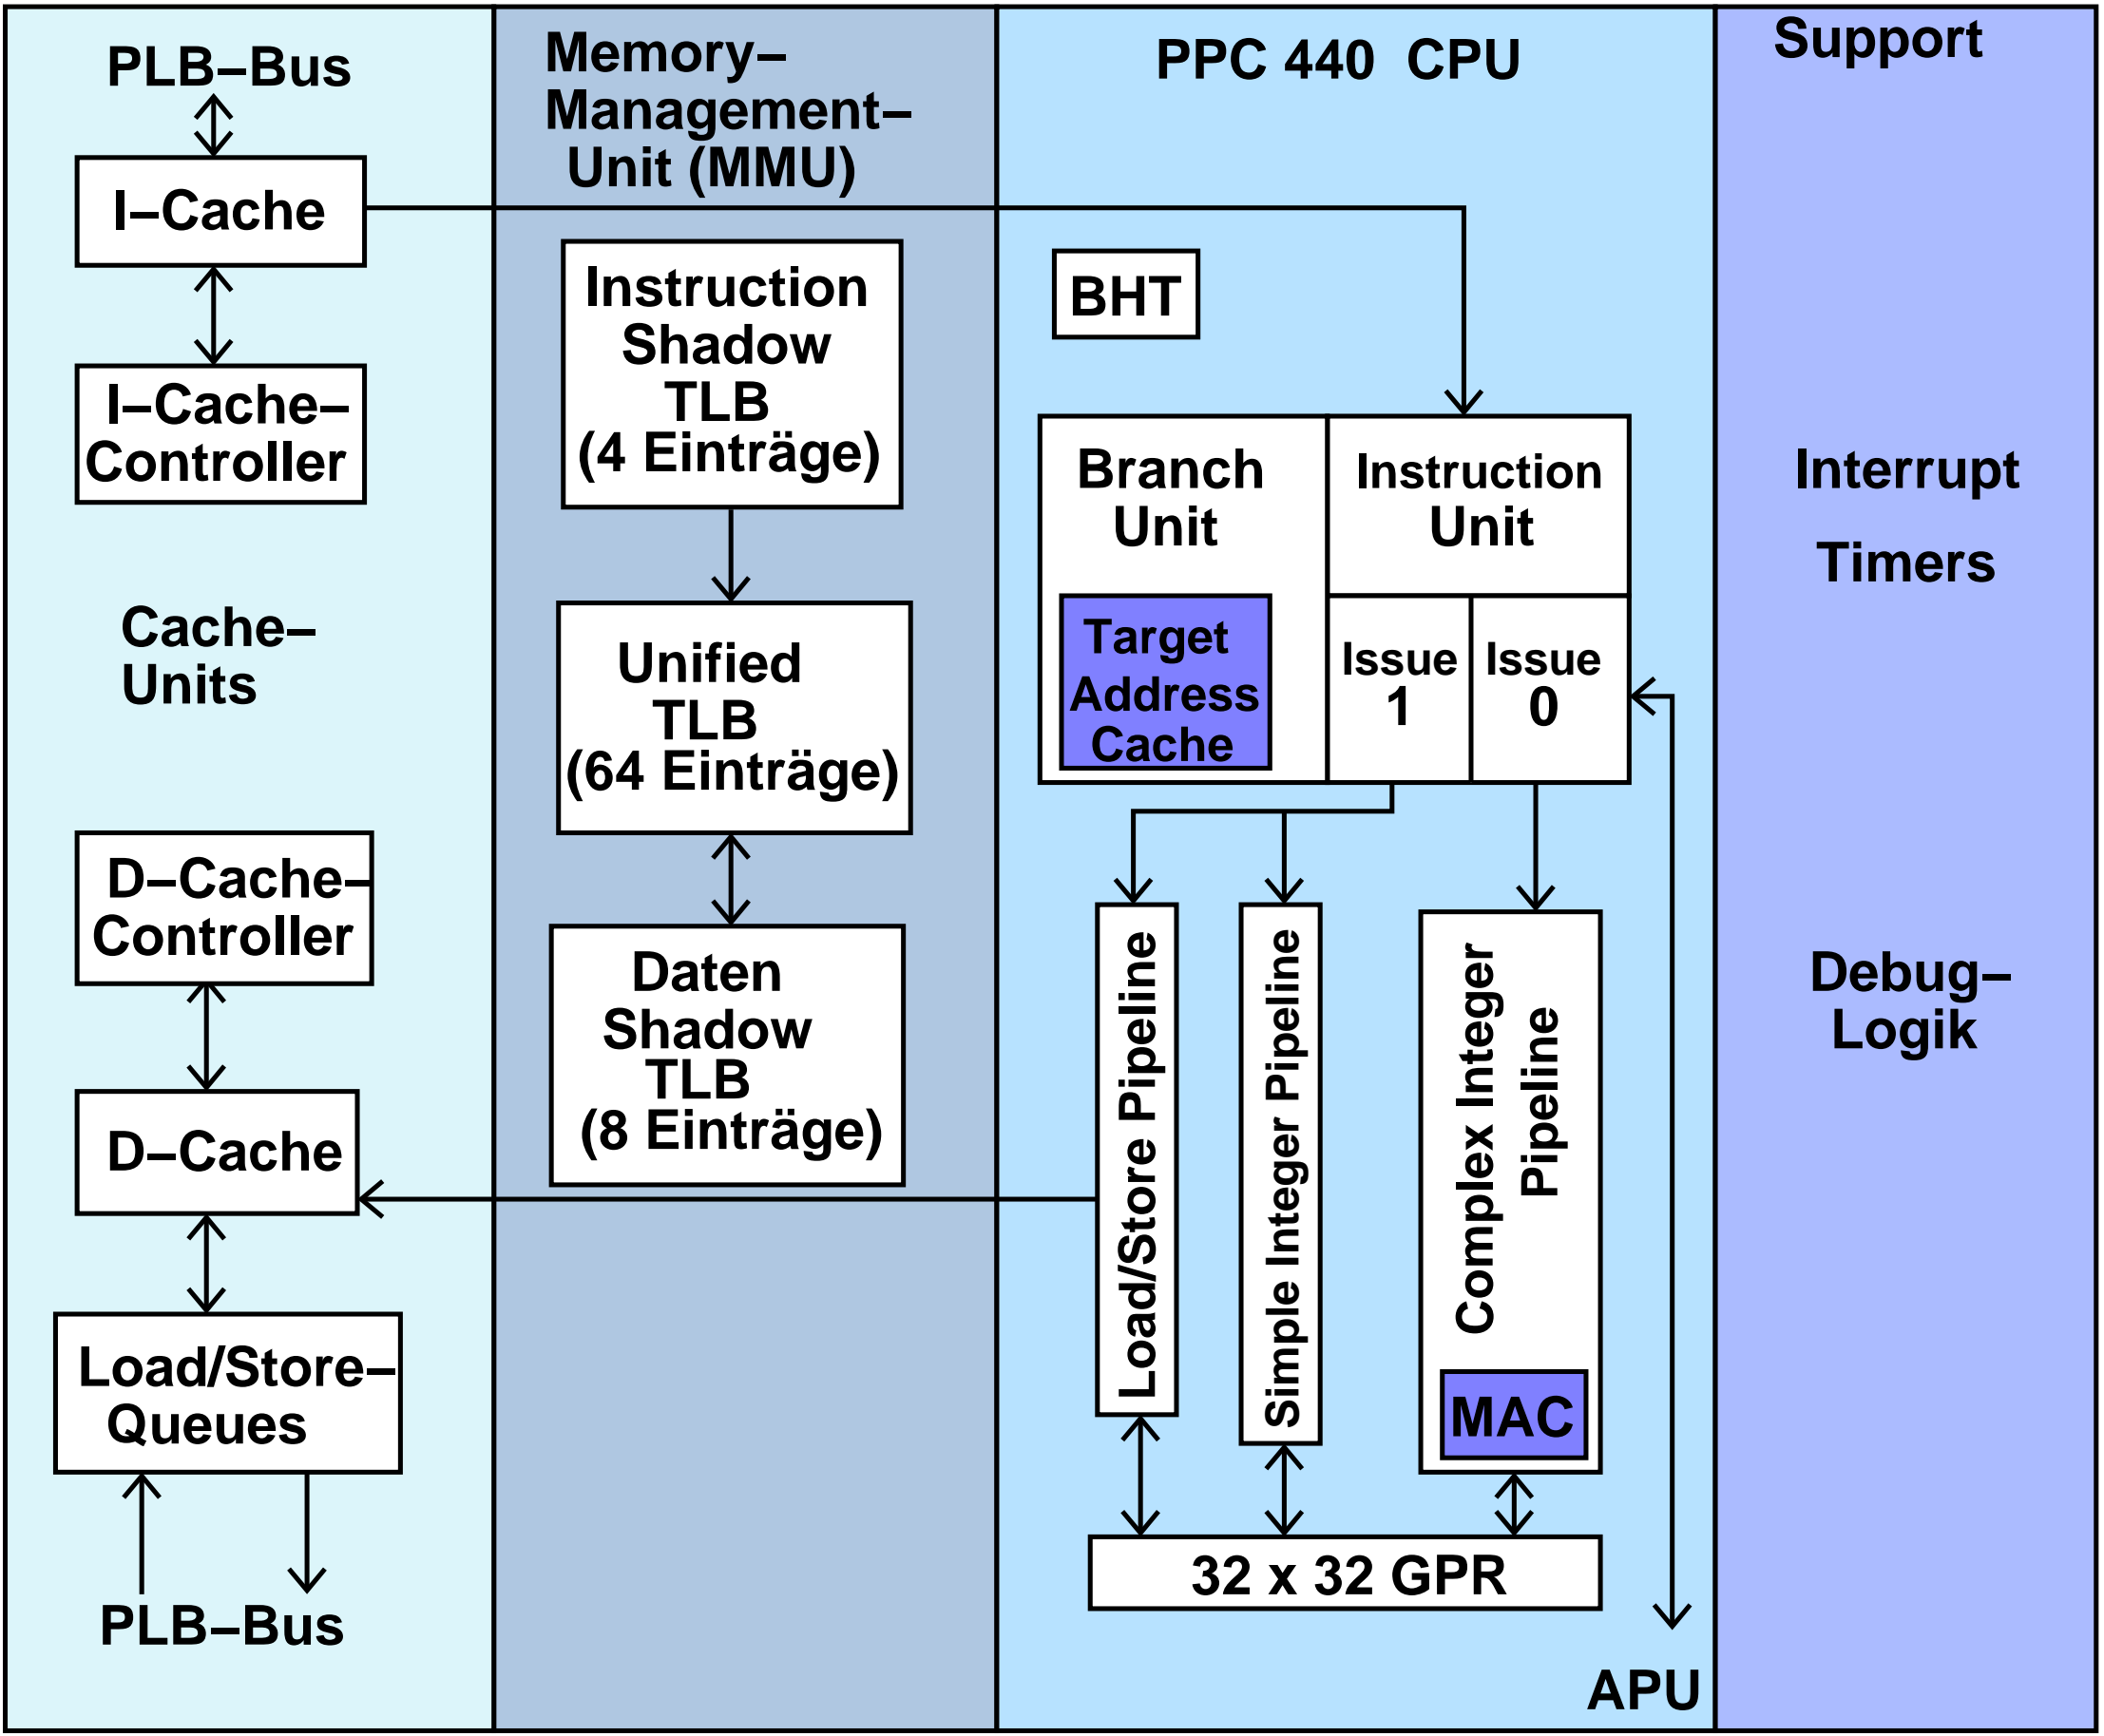 PLB–Bus
I–Cache
I–Cache–
Controller
Cache–
Units
D–Cache–
Controller
D–Cache
Load/Store–
Queues
PLB–Bus
Memory–
Management–
Unit (MMU)
Instruction
Shadow
TLB
(4 Einträge)
Unified
TLB
(64 Einträge)
Daten
Shadow
TLB
(8 Einträge)
PPC 440 CPU
BHT
Branch
Unit
Target
Address
Cache
Instruction
Unit
Issue
1
Issue
0
Load/Store Pipeline
Simple Integer Pipeline
Complex Integer
Pipeline
MAC
32 x 32 GPR
APU
Support
Interrupt
Timers
Debug–
Logik